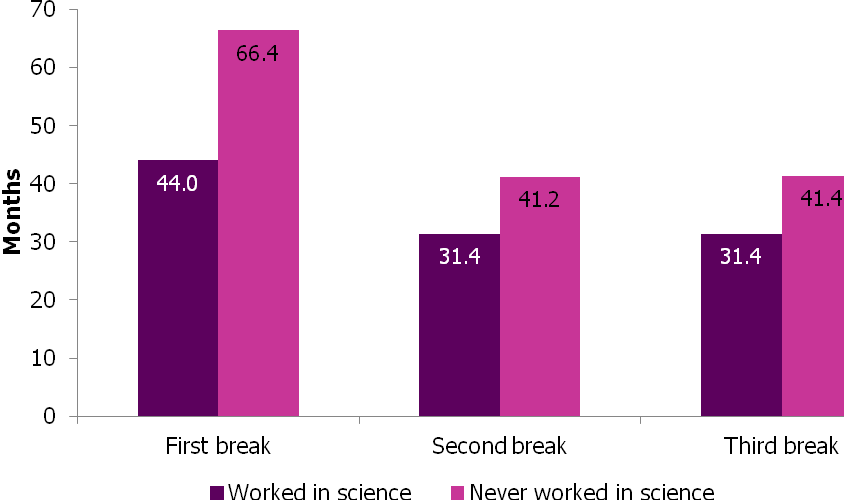 70
60
50
40
30
20
10
0
Months
66.4
44.0
41.2
31.4
41.4
31.4
First break
Second break
Third break
Worked in science
Never worked in science